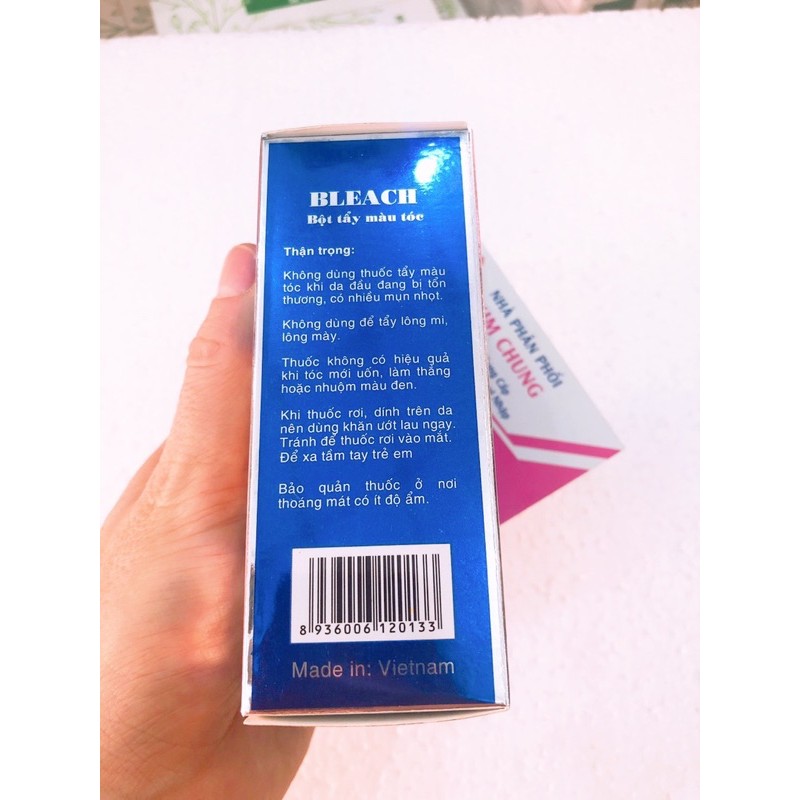 BLEACH
Bột tẩy màu tóc
Thận trọng:
Không dùng thuốc tẩy màu
tóc khi da đầu đang bị tổn
thương, có nhiều mụn nhọt.
Không dùng để tẩy lông mi,
lông mày.
Thuốc không có hiệu quả
khi tóc mới uốn, làm thẳng
hoặc nhuộm màu đen.
Khi thuốc rơi, dính trên da
nên dùng khăn ướt lau ngay.
Tránh để thuốc rơi vào mắt.
Để xa tầm tay trẻ em
Bảo quản thuốc ở nơi
thoáng mát có ít độ ẩm.
8 936006 120133
Made in: Vietnam
NHÀ PHÂN PHỐI
CHUNG
Cấp
Nhập